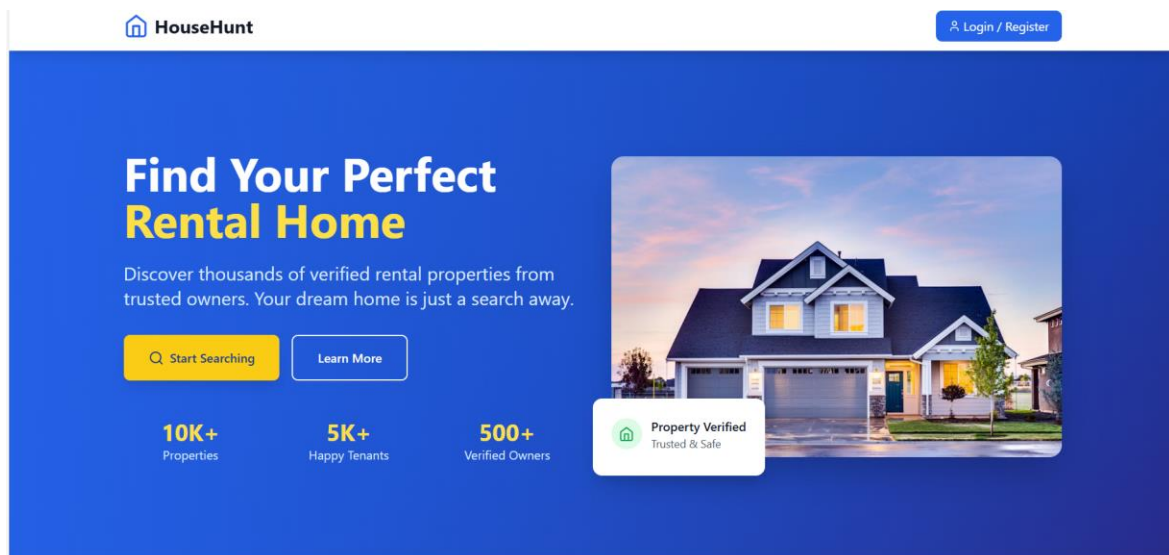 HouseHunt
Login / Register
Find Your Perfect
Rental Home
Discover thousands of verified rental properties from
trusted owners. Your dream home is just a search away.
Start Searching
Learn More
10K+
Properties
5K+
Happy Tenants
500+
Verified Owners
Property Verified
Trusted & Safe